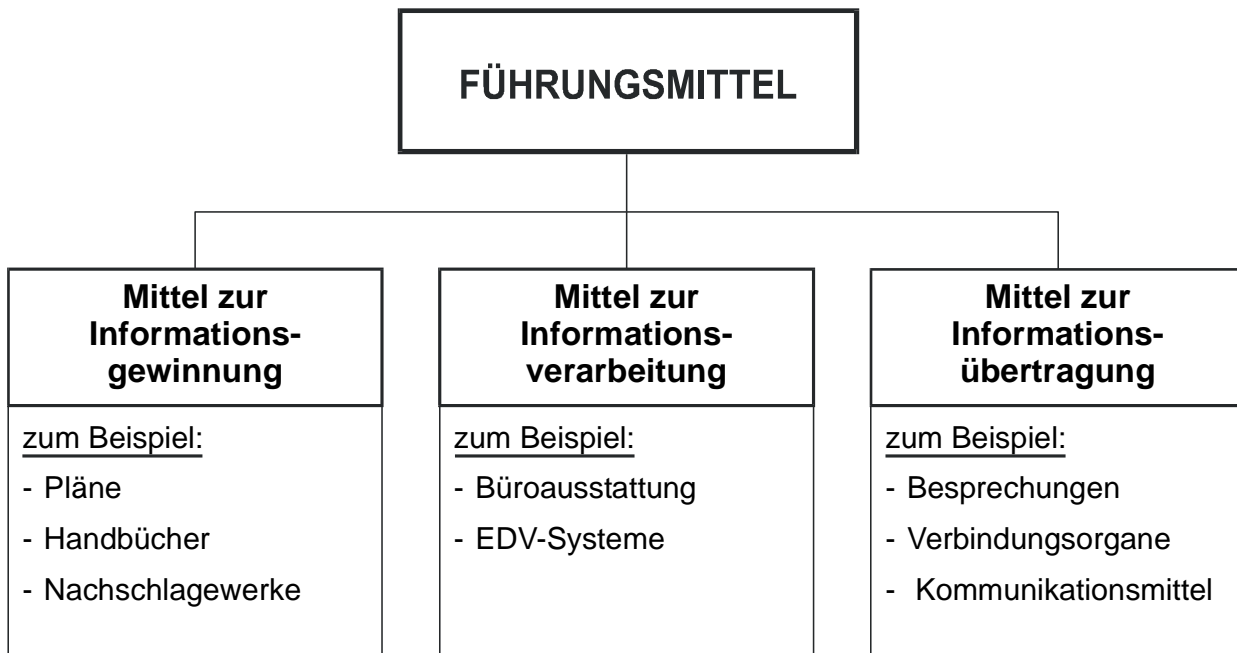 FÜHRUNGSMITTEL
Mittel zur
Informations-
gewinnung
zum Beispiel:
- Pläne
- Handbücher
- Nachschlagewerke
Mittel zur
Informations-
verarbeitung
zum Beispiel:
- Büroausstattung
- EDV-Systeme
Mittel zur
Informations-
übertragung
zum Beispiel:
- Besprechungen
- Verbindungsorgane
- Kommunikationsmittel